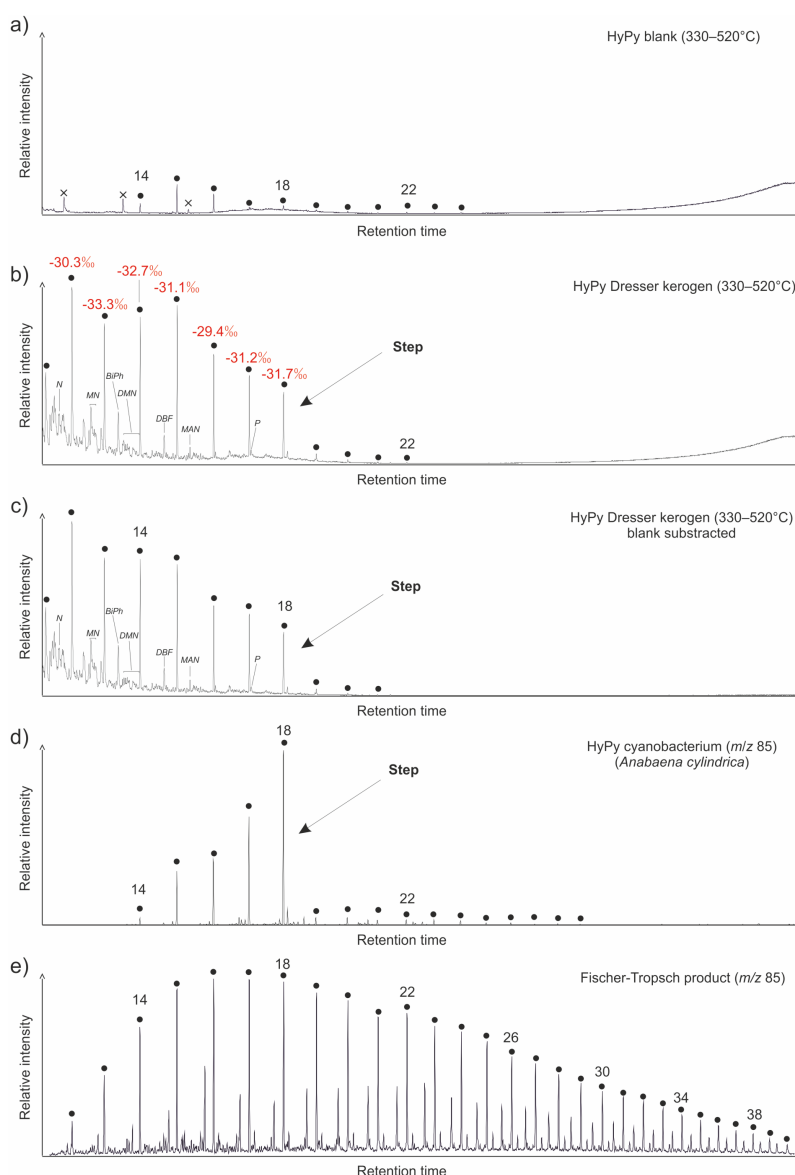 a)
HyPy blank (330–520°C)
Relative intensity
14
18
22
Retention time
b)
-30.3‰
-32.7‰
-31.1‰
HyPy Dresser kerogen (330–520°C)
-33.3‰
-29.4‰
-31.2‰
-31.7‰
Step
Relative intensity
N
MN
BiPh
DMN
DBF
MAN
P
22
Retention time
c)
HyPy Dresser kerogen (330–520°C)
blank substracted
14
18
Step
Relative intensity
N
MN
BiPh
DMN
DBF
MAN
P
Retention time
d)
18
HyPy cyanobacterium (m/z 85)
(Anabaena cylindrica)
Step
Relative intensity
14
22
Retention time
e)
Fischer-Tropsch product (m/z 85)
Relative intensity
14
18
22
26
30
34
38
Retention time